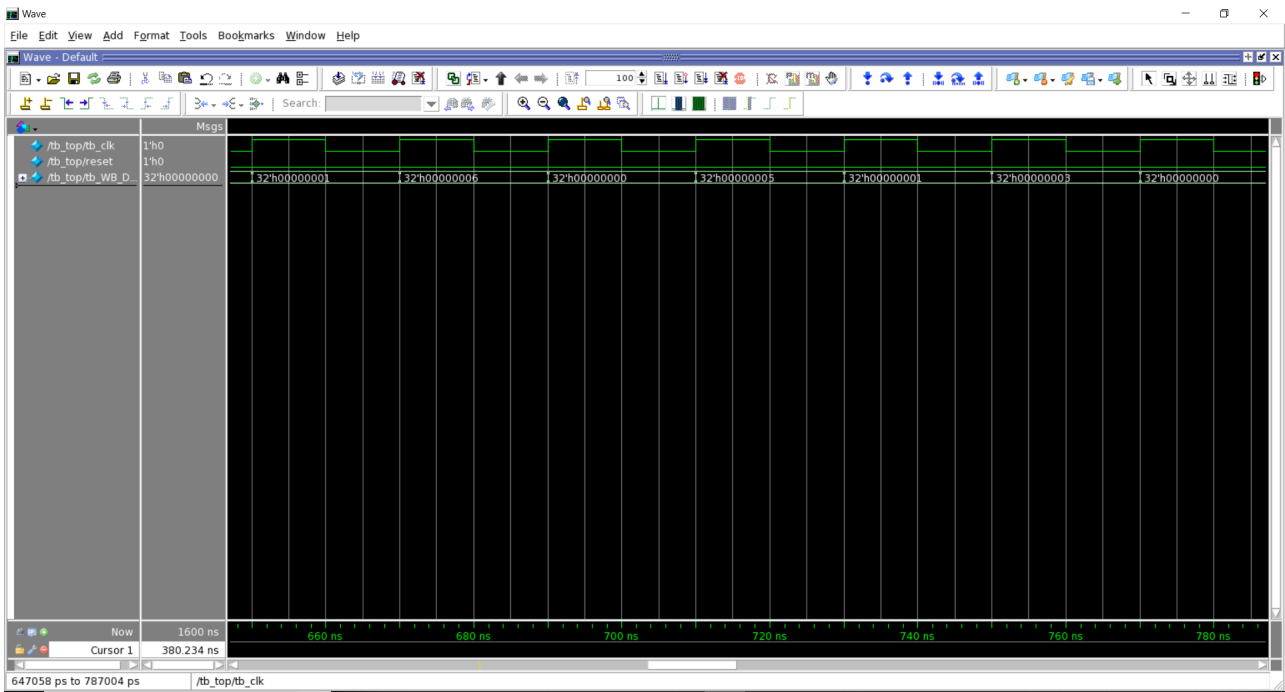 Wave
File Edit View Add Format Tools Bookmarks Window Help
Wave - Default
100
Search:
Msgs
/tb_top/tb_clk 1'h0
/tb_top/reset 1'h0
/tb_top/tb_WB_D... 32'h00000000 32'h00000001 32'h00000006 32'h00000000 32'h00000005 32'h00000001 32'h00000003 32'h00000000
Now 1600 ns 660 ns 680 ns 700 ns 720 ns 740 ns 760 ns 780 ns
Cursor 1 380.234 ns
647058 ps to 787004 ps /tb_top/tb_clk